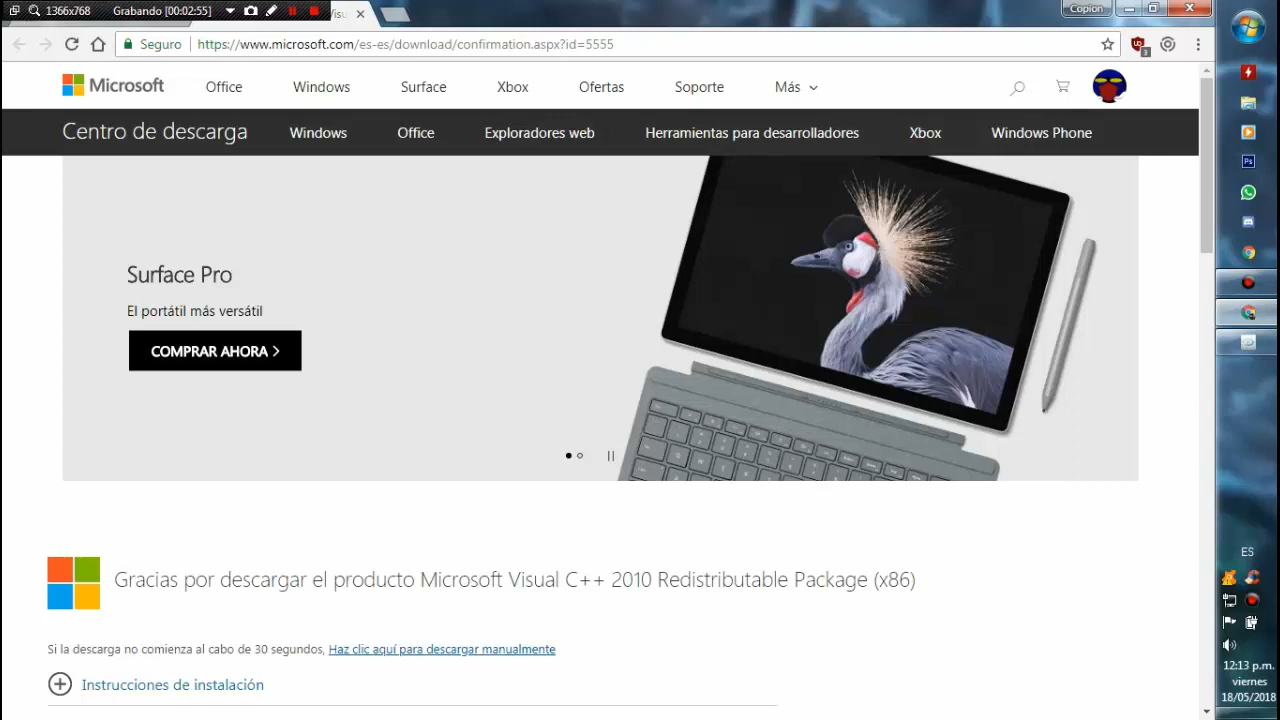 1366x768 Grabando [00:02:55]
Copion
Seguro https://www.microsoft.com/es-es/download/confirmation.aspx?id=5555
Microsoft Office Windows Surface Xbox Ofertas Soporte Más
Centro de descarga Windows Office Exploradores web Herramientas para desarrolladores Xbox Windows Phone
Surface Pro
El portátil más versátil
COMPRAR AHORA
Gracias por descargar el producto Microsoft Visual C++ 2010 Redistributable Package (x86)
Si la descarga no comienza al cabo de 30 segundos, Haz clic aquí para descargar manualmente
Instrucciones de instalación
Ps
ES
12:13 p.m.
viernes
18/05/2018